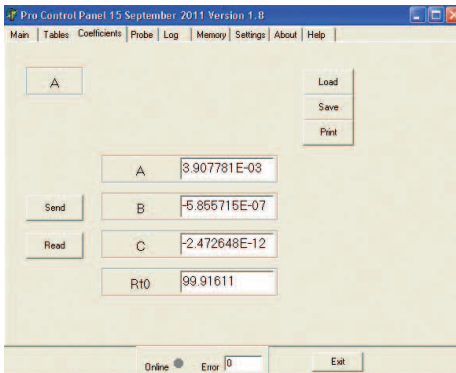 Pro Control Panel 15 September 2011 Version 1.8
Main Tables Coefficients Probe Log Memory Settings About Help
A
Load
Save
Print
A 3.907781E-03
Send
B -5.855715E-07
Read
C -2.472648E-12
Rt0 99.91611
Online Error 0 Exit